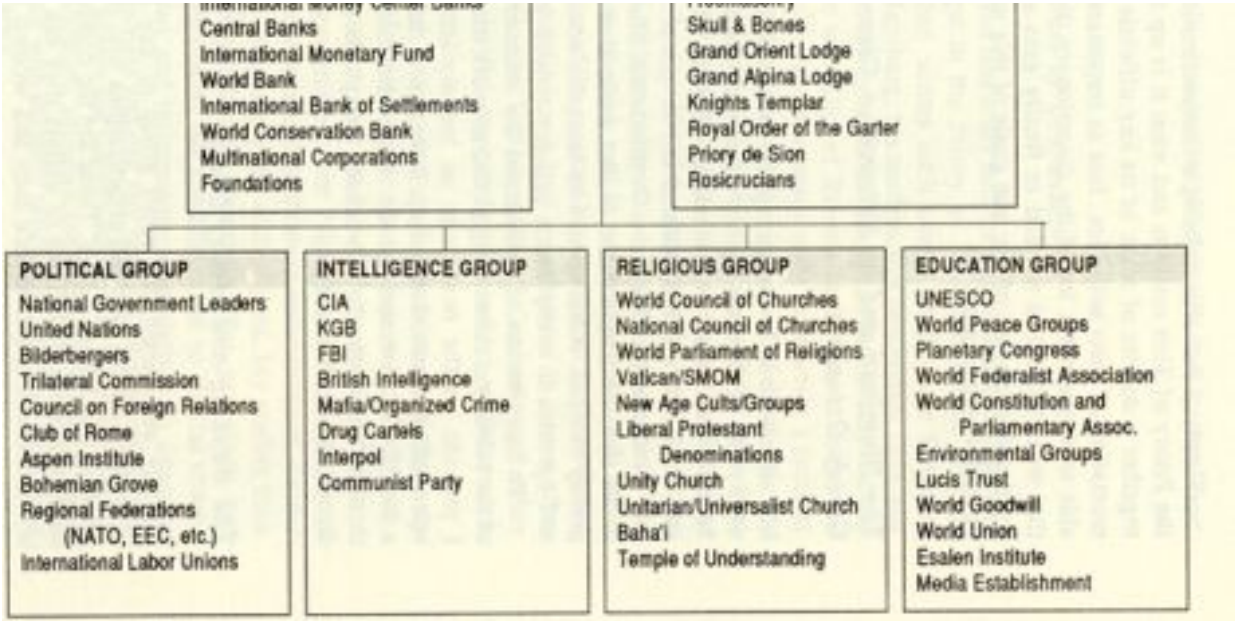 International Money Center Banks
Central Banks
International Monetary Fund
World Bank
International Bank of Settlements
World Conservation Bank
Multinational Corporations
Foundations
Freemasonry
Skull & Bones
Grand Orient Lodge
Grand Alpina Lodge
Knights Templar
Royal Order of the Garter
Priory de Sion
Rosicrucians
POLITICAL GROUP
National Government Leaders
United Nations
Bilderbergers
Trilateral Commission
Council on Foreign Relations
Club of Rome
Aspen Institute
Bohemian Grove
Regional Federations
(NATO, EEC, etc.)
International Labor Unions
INTELLIGENCE GROUP
CIA
KGB
FBI
British Intelligence
Mafia/Organized Crime
Drug Cartels
Interpol
Communist Party
RELIGIOUS GROUP
World Council of Churches
National Council of Churches
World Parliament of Religions
Vatican/SMOM
New Age Cults/Groups
Liberal Protestant
Denominations
Unity Church
Unitarian/Universalist Church
Baha'i
Temple of Understanding
EDUCATION GROUP
UNESCO
World Peace Groups
Planetary Congress
World Federalist Association
World Constitution and
Parliamentary Assoc.
Environmental Groups
Lucis Trust
World Goodwill
World Union
Esalen Institute
Media Establishment